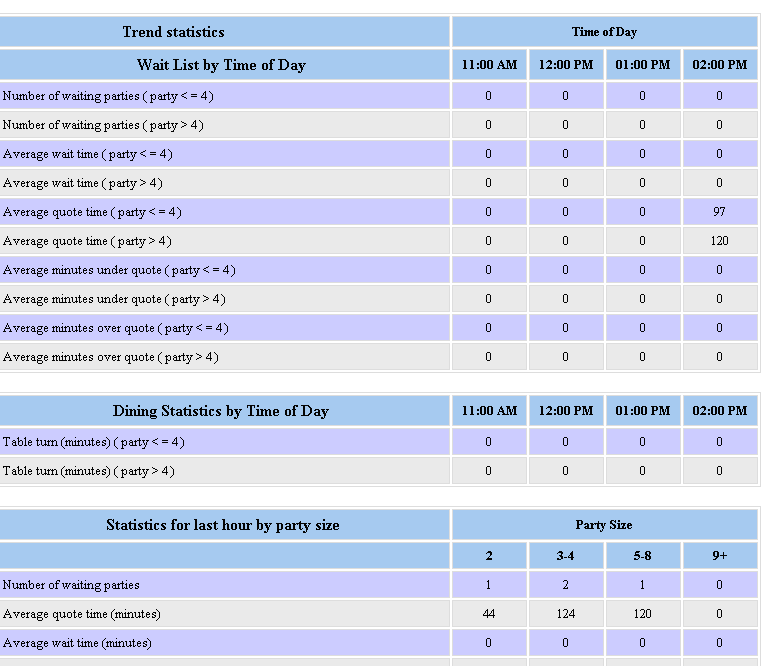 Trend statistics Time of Day
Wait List by Time of Day 11:00 AM 12:00 PM 01:00 PM 02:00 PM
Number of waiting parties ( party < = 4 ) 0 0 0 0
Number of waiting parties ( party > 4 ) 0 0 0 0
Average wait time ( party < = 4 ) 0 0 0 0
Average wait time ( party > 4 ) 0 0 0 0
Average quote time ( party < = 4 ) 0 0 0 97
Average quote time ( party > 4 ) 0 0 0 120
Average minutes under quote ( party < = 4 ) 0 0 0 0
Average minutes under quote ( party > 4 ) 0 0 0 0
Average minutes over quote ( party < = 4 ) 0 0 0 0
Average minutes over quote ( party > 4 ) 0 0 0 0
Dining Statistics by Time of Day 11:00 AM 12:00 PM 01:00 PM 02:00 PM
Table turn (minutes) ( party < = 4 ) 0 0 0 0
Table turn (minutes) ( party > 4 ) 0 0 0 0
Statistics for last hour by party size Party Size
2 3-4 5-8 9+
Number of waiting parties 1 2 1 0
Average quote time (minutes) 44 124 120 0
Average wait time (minutes) 0 0 0 0